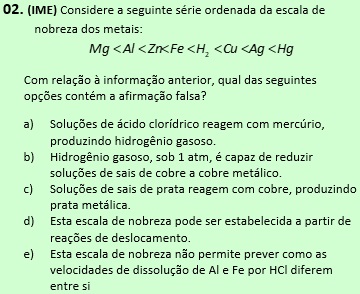 02. (IME) Considere a seguinte série ordenada da escala de
nobreza dos metais:
Mg <Al <Zn<Fe <H₂ <Cu <Ag <Hg
Com relação à informação anterior, qual das seguintes
opções contém a afirmação falsa?
a) Soluções de ácido clorídrico reagem com mercúrio,
produzindo hidrogênio gasoso.
b) Hidrogênio gasoso, sob 1 atm, é capaz de reduzir
soluções de sais de cobre a cobre metálico.
c) Soluções de sais de prata reagem com cobre, produzindo
prata metálica.
d) Esta escala de nobreza pode ser estabelecida a partir de
reações de deslocamento.
e) Esta escala de nobreza não permite prever como as
velocidades de dissolução de Al e Fe por HCl diferem
entre si